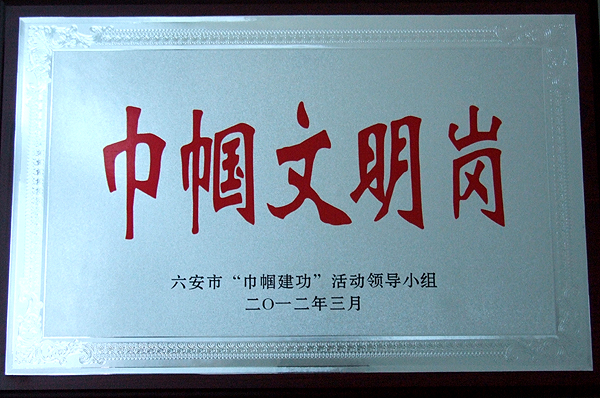 巾帼文明岗
六安市“巾帼建功”活动领导小组
二〇一二年三月